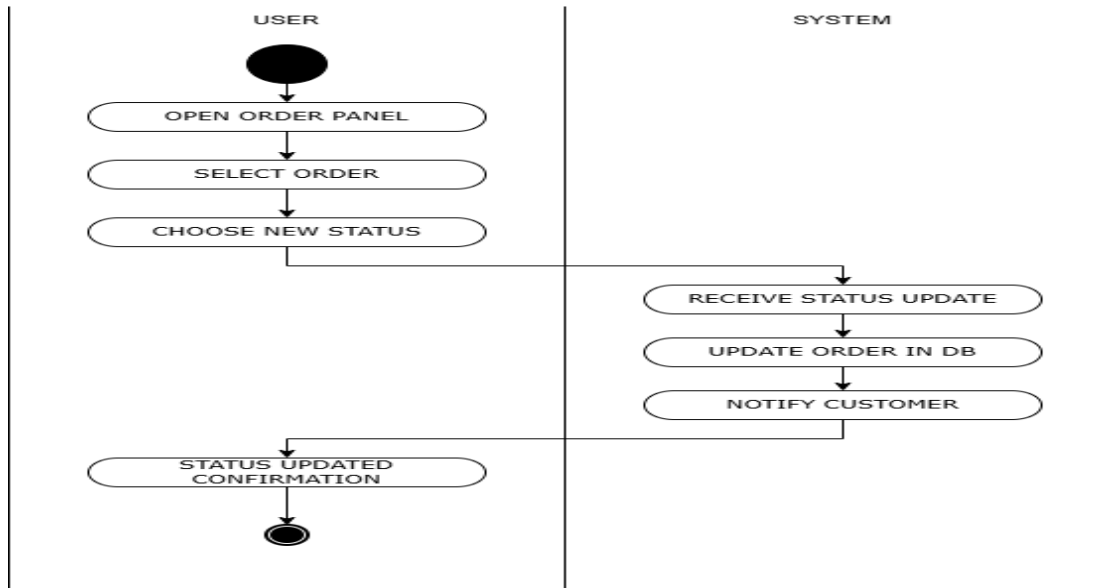 USER
SYSTEM
OPEN ORDER PANEL
SELECT ORDER
CHOOSE NEW STATUS
RECEIVE STATUS UPDATE
UPDATE ORDER IN DB
NOTIFY CUSTOMER
STATUS UPDATED
CONFIRMATION